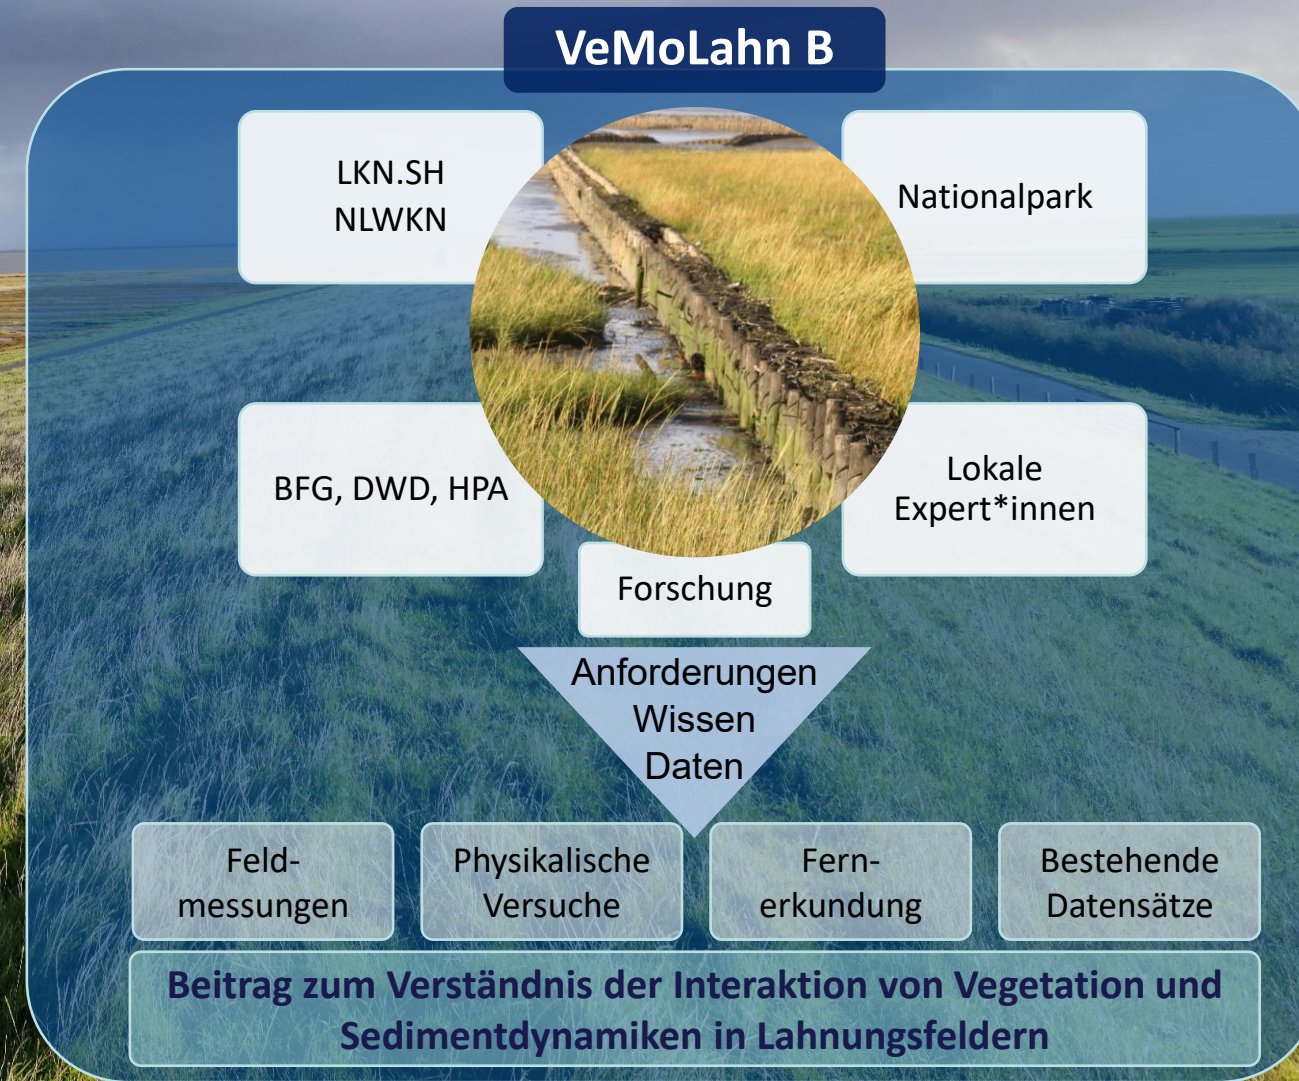 VeMoLahn B
LKN.SH
NLWKN
Nationalpark
BFG, DWD, HPA
Lokale
Expert*innen
Forschung
Anforderungen
Wissen
Daten
Feld-
messungen
Physikalische
Versuche
Fern-
erkundung
Bestehende
Datensätze
Beitrag zum Verständnis der Interaktion von Vegetation und
Sedimentdynamiken in Lahnungsfeldern